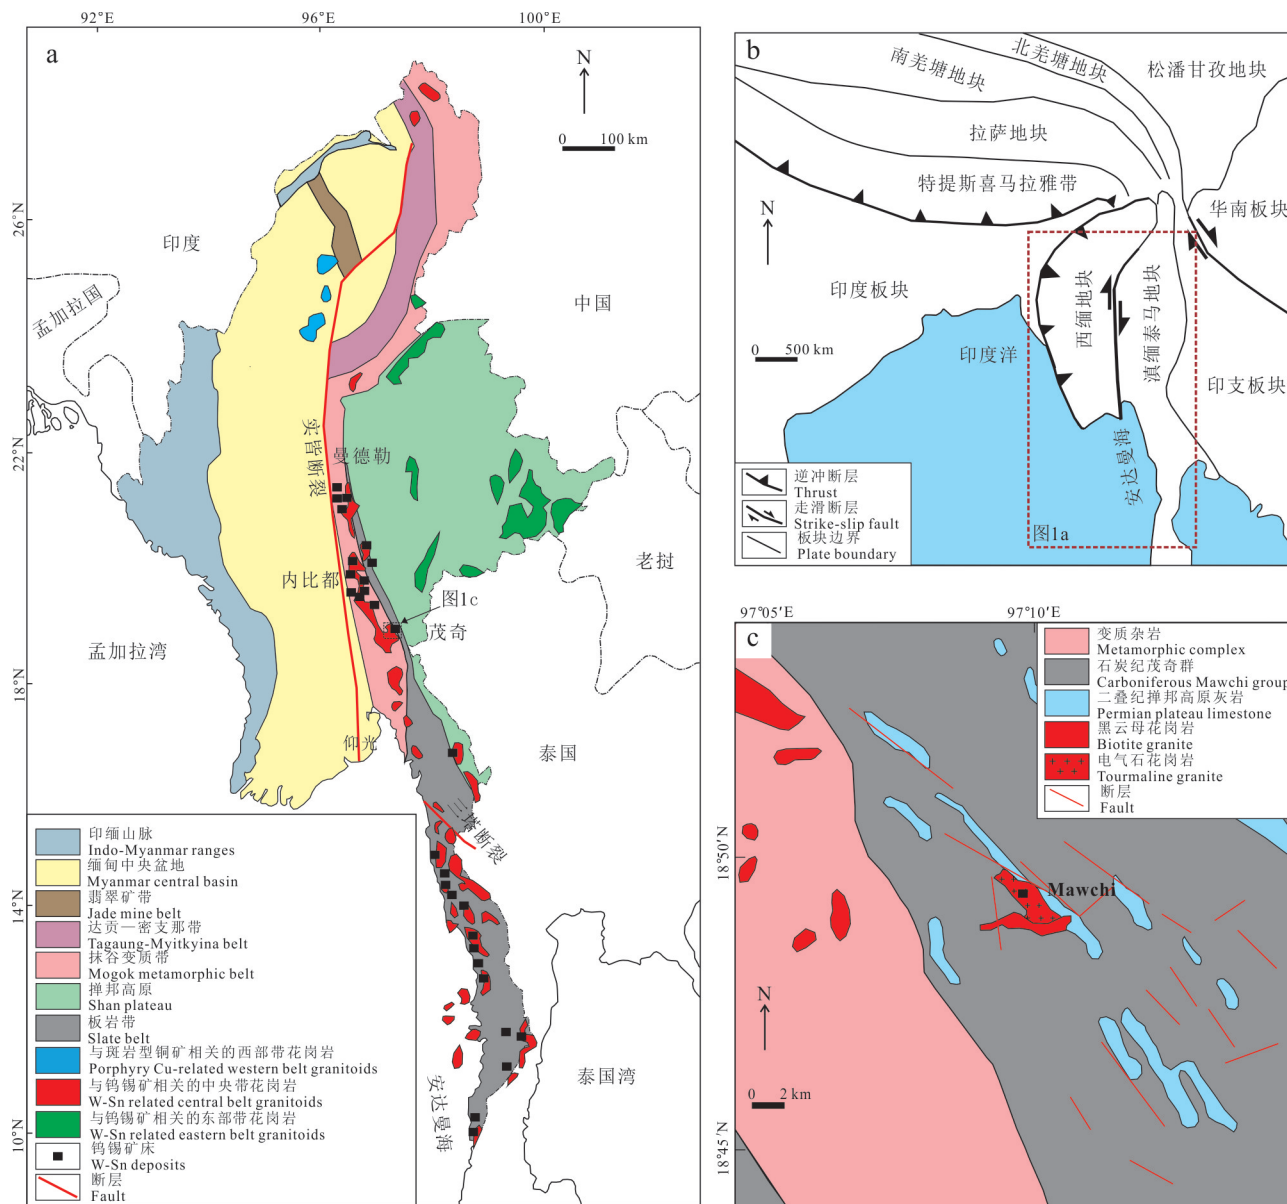 92°E
96°E
100°E
a
N
0 100 km
26°N
22°N
18°N
14°N
10°N
印度
孟加拉国
中国
实皆断裂
曼德勒
内比都
图1c
茂奇
老挝
孟加拉湾
仰光
泰国
三塔断裂
安达曼海
泰国湾
印缅山脉
Indo-Myanmar ranges
缅甸中央盆地
Myanmar central basin
翡翠矿带
Jade mine belt
达贡—密支那带
Tagaung-Myitkyina belt
抹谷变质带
Mogok metamorphic belt
掸邦高原
Shan plateau
板岩带
Slate belt
与斑岩型铜矿相关的西部带花岗岩
Porphyry Cu-related western belt granitoids
与钨锡矿相关的中央带花岗岩
W-Sn related central belt granitoids
与钨锡矿相关的东部带花岗岩
W-Sn related eastern belt granitoids
钨锡矿床
W-Sn deposits
断层
Fault
b
北羌塘地块
南羌塘地块
松潘甘孜地块
拉萨地块
特提斯喜马拉雅带
华南板块
N
印度板块
西缅地块
滇缅泰马地块
0 500 km
印度洋
印支板块
安达曼海
图1a
逆冲断层
Thrust
走滑断层
Strike-slip fault
板块边界
Plate boundary
97°05′E
97°10′E
c
变质杂岩
Metamorphic complex
石炭纪茂奇群
Carboniferous Mawchi group
二叠纪掸邦高原灰岩
Permian plateau limestone
黑云母花岗岩
Biotite granite
电气石花岗岩
Tourmaline granite
断层
Fault
18°50′N
Mawchi
N
0 2 km
18°45′N